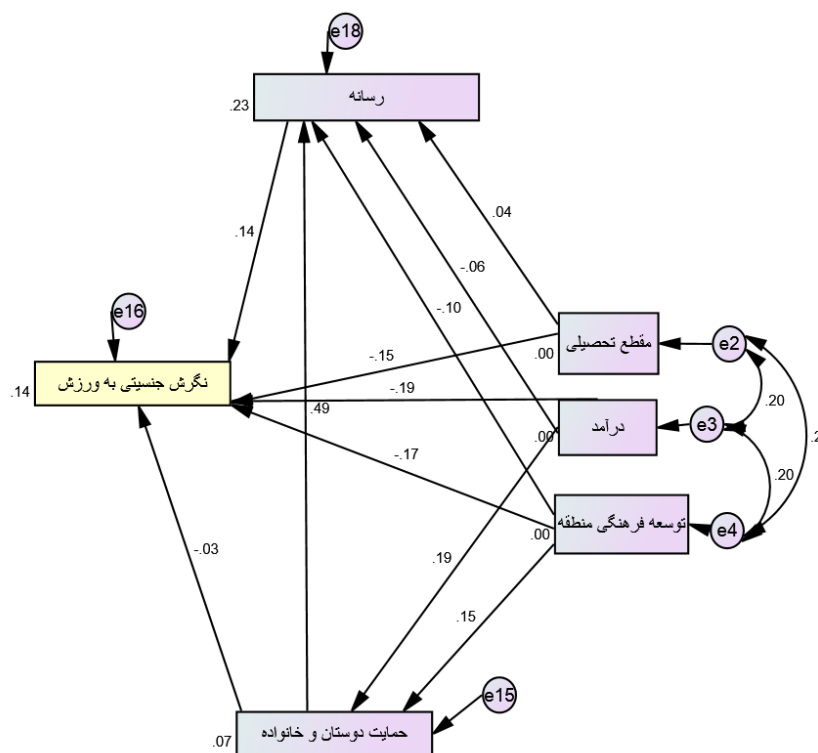 e18
رسانه
.23
.04
.14
-.06
-.10
e16
مقطع تحصیلی
e2
.00
-.15
نگرش جنسیتی به ورزش
.14
-.19
.20
.49
درآمد
e3
.00
-.17
.20
توسعه فرهنگی منطقه
e4
.00
-.03
.19
.15
e15
حمایت دوستان و خانواده
.07